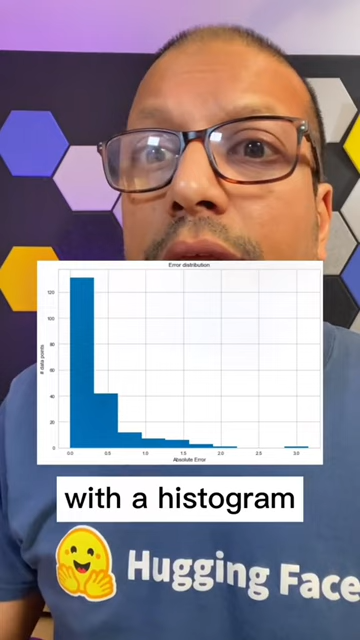 Error distribution
# data points
120
100
80
60
40
20
0
0.0 0.5 1.0 1.5 2.0 2.5 3.0
Absolute Error
with a histogram
Hugging Face